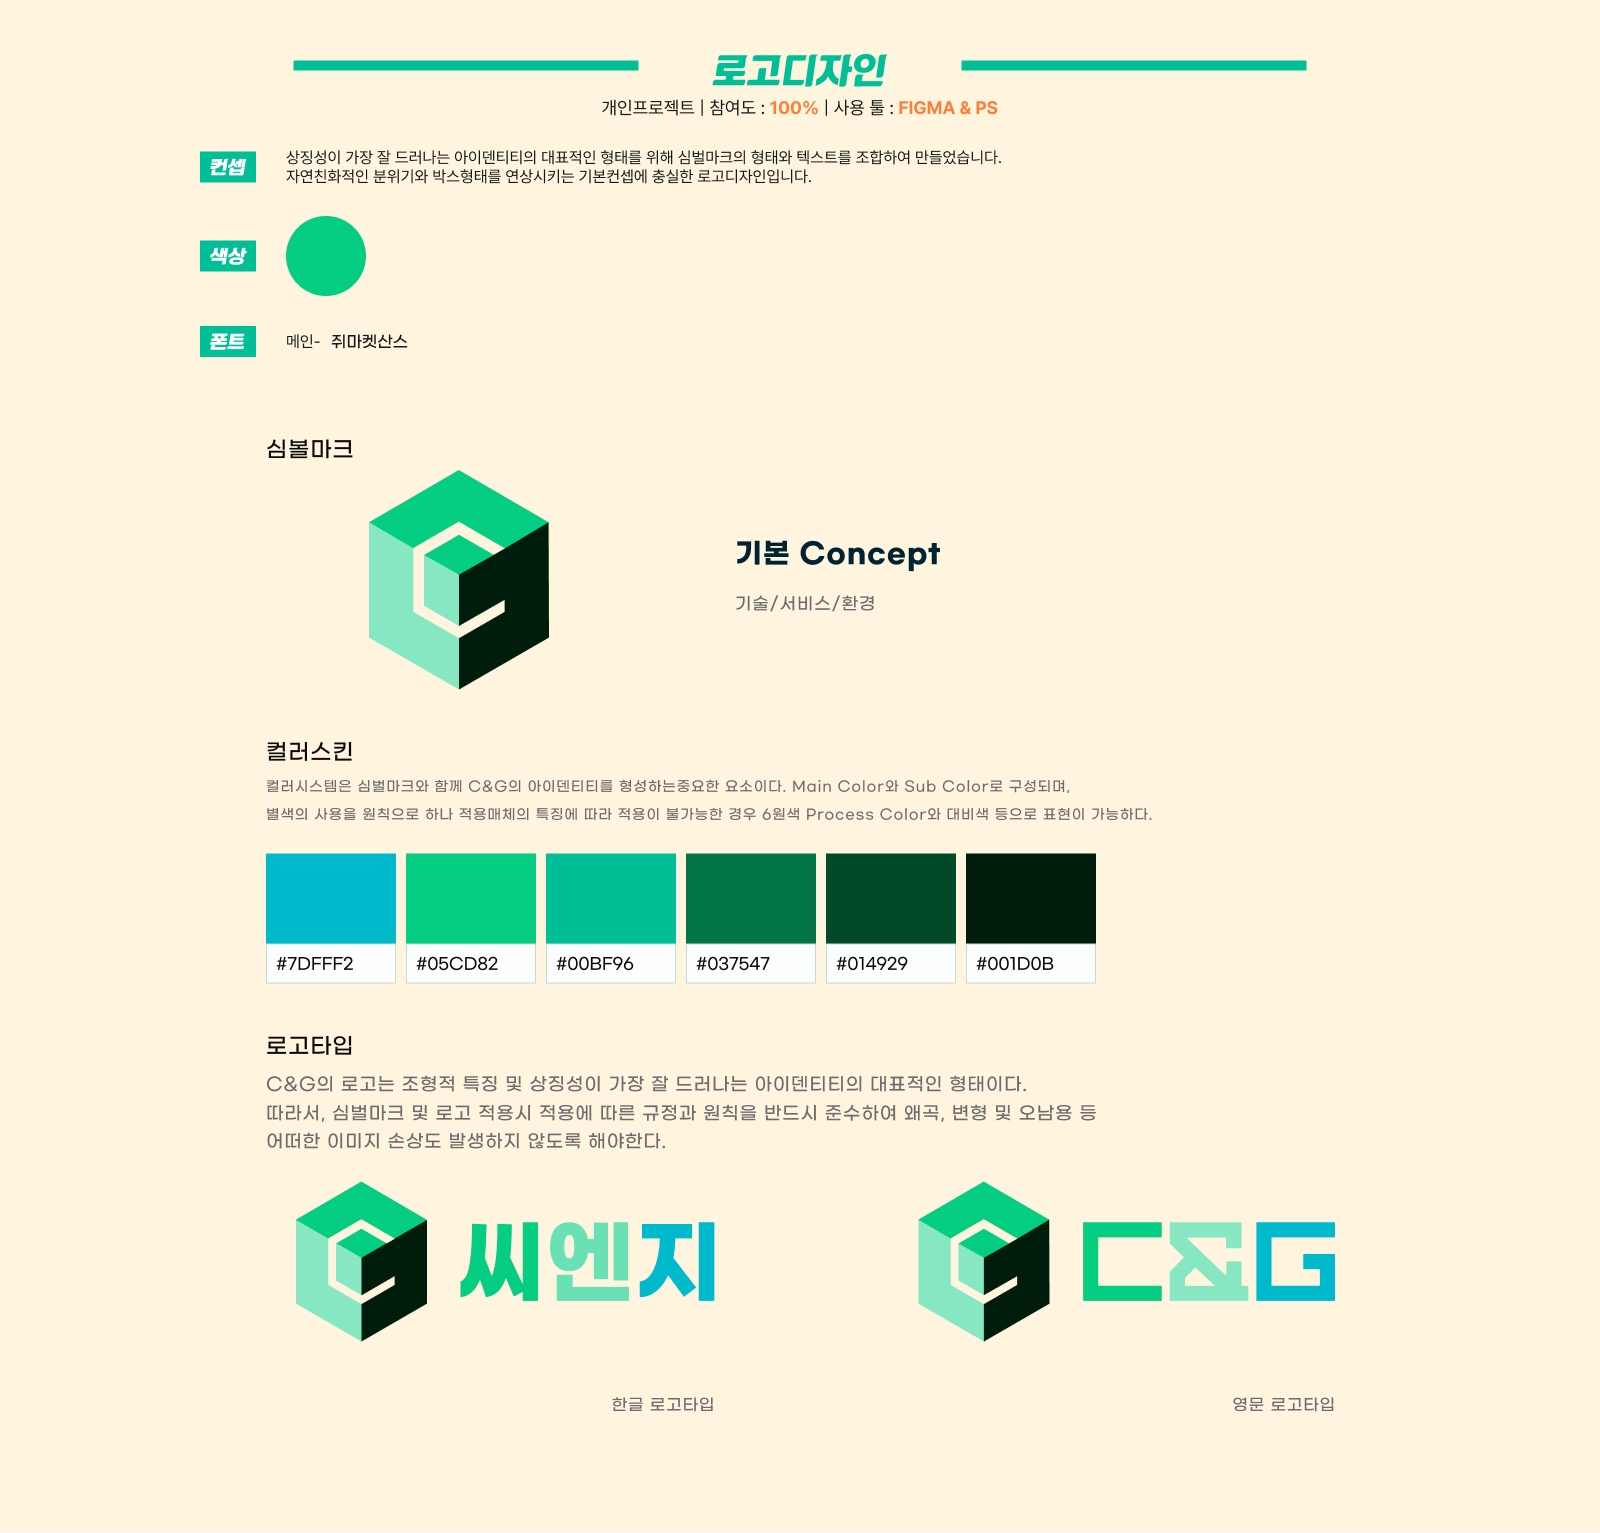 로고디자인
개인프로젝트 | 참여도 : 100% | 사용 툴 : FIGMA & PS
컨셉
상징성이 가장 잘 드러나는 아이덴티티의 대표적인 형태를 위해 심벌마크의 형태와 텍스트를 조합하여 만들었습니다.
자연친화적인 분위기와 박스형태를 연상시키는 기본컨셉에 충실한 로고디자인입니다.
색상
폰트
메인- 쥐마켓산스
심볼마크
기본 Concept
기술/서비스/환경
컬러스킨
컬러시스템은 심벌마크와 함께 C&G의 아이덴티티를 형성하는중요한 요소이다. Main Color와 Sub Color로 구성되며,
별색의 사용을 원칙으로 하나 적용매체의 특징에 따라 적용이 불가능한 경우 6원색 Process Color와 대비색 등으로 표현이 가능하다.
#7DFFF2 #05CD82 #00BF96 #037547 #014929 #001D0B
로고타입
C&G의 로고는 조형적 특징 및 상징성이 가장 잘 드러나는 아이덴티티의 대표적인 형태이다.
따라서, 심벌마크 및 로고 적용시 적용에 따른 규정과 원칙을 반드시 준수하여 왜곡, 변형 및 오남용 등
어떠한 이미지 손상도 발생하지 않도록 해야한다.
씨엔지
C&G
한글 로고타입
영문 로고타입